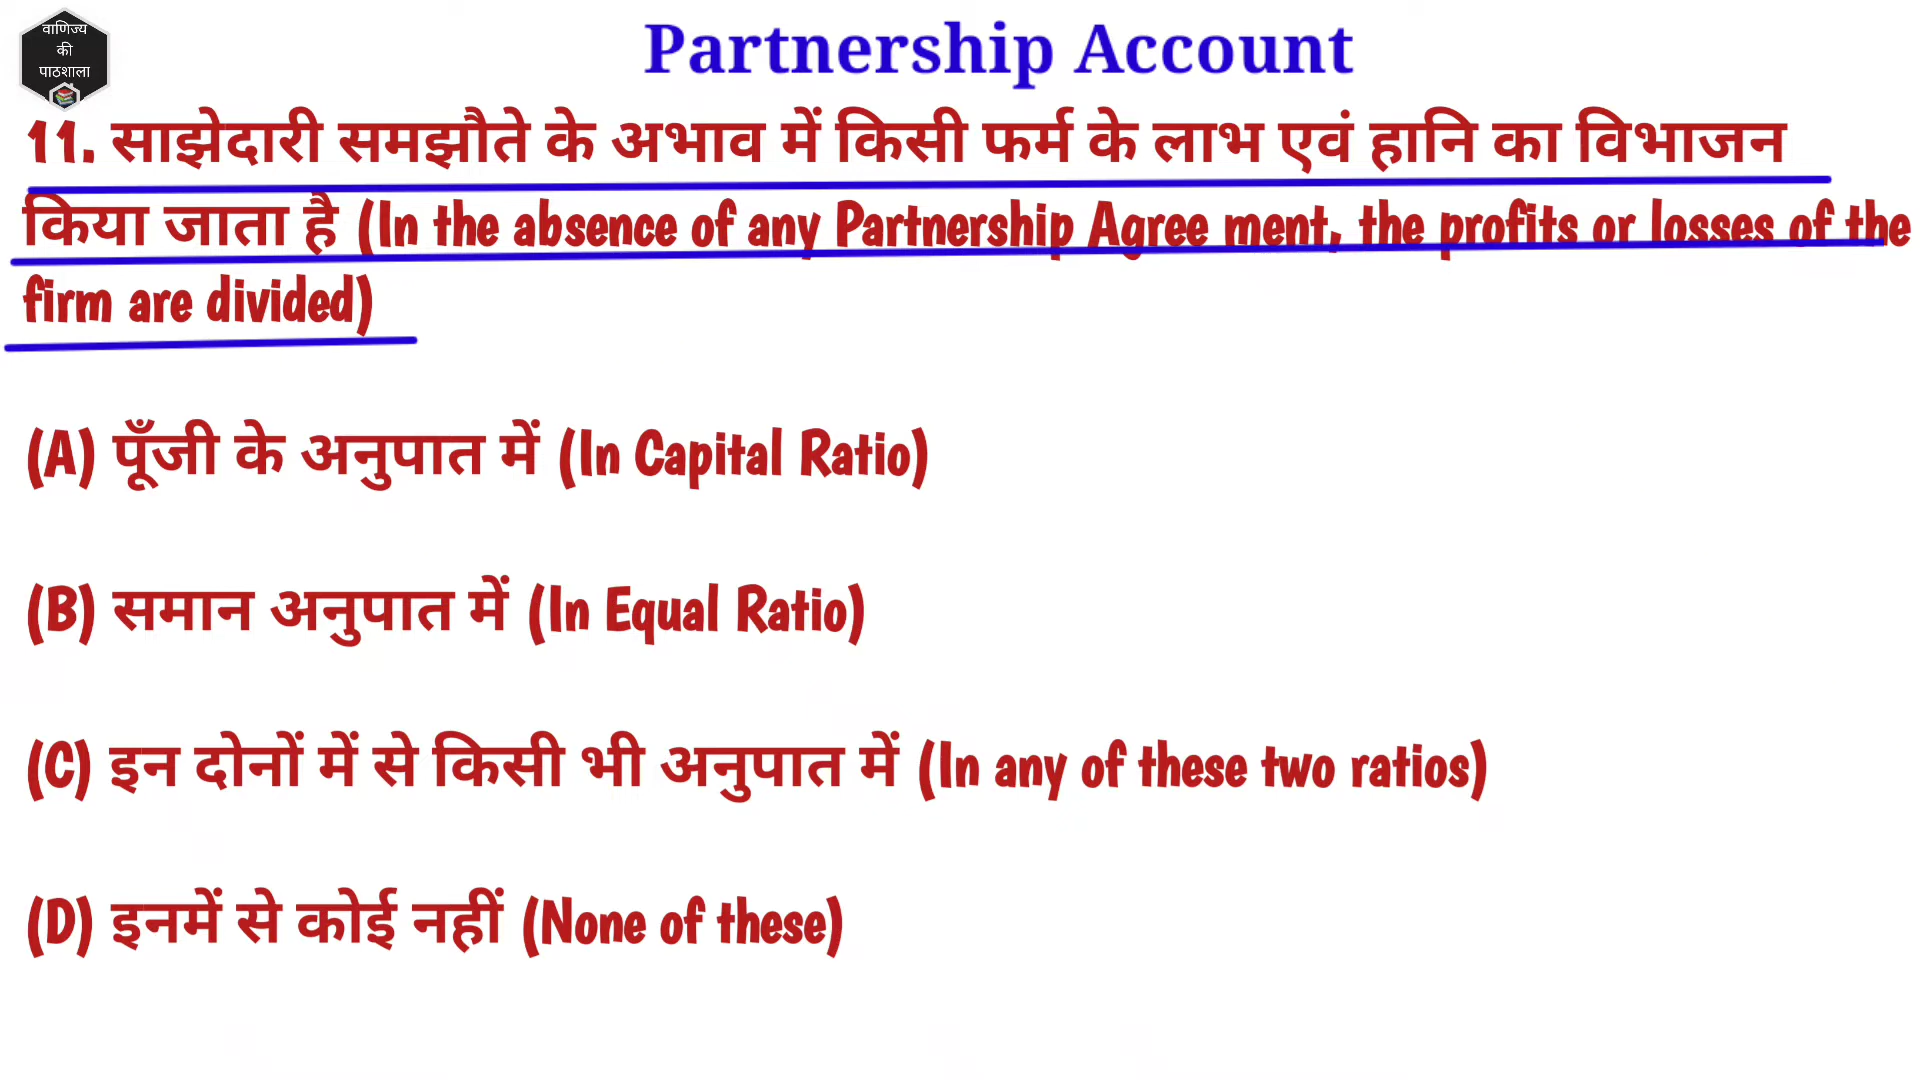 वाणिज्य
की
पाठशाला
Partnership Account
11. साझेदारी समझौते के अभाव में किसी फर्म के लाभ एवं हानि का विभाजन
किया जाता है (In the absence of any Partnership Agree ment, the profits or losses of the
firm are divided)
(A) पूँजी के अनुपात में (In Capital Ratio)
(B) समान अनुपात में (In Equal Ratio)
(C) इन दोनों में से किसी भी अनुपात में (In any of these two ratios)
(D) इनमें से कोई नहीं (None of these)